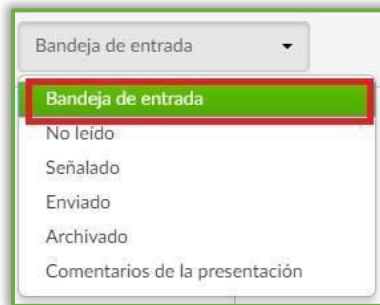 Bandeja de entrada
Bandeja de entrada
No leído
Señalado
Enviado
Archivado
Comentarios de la presentación